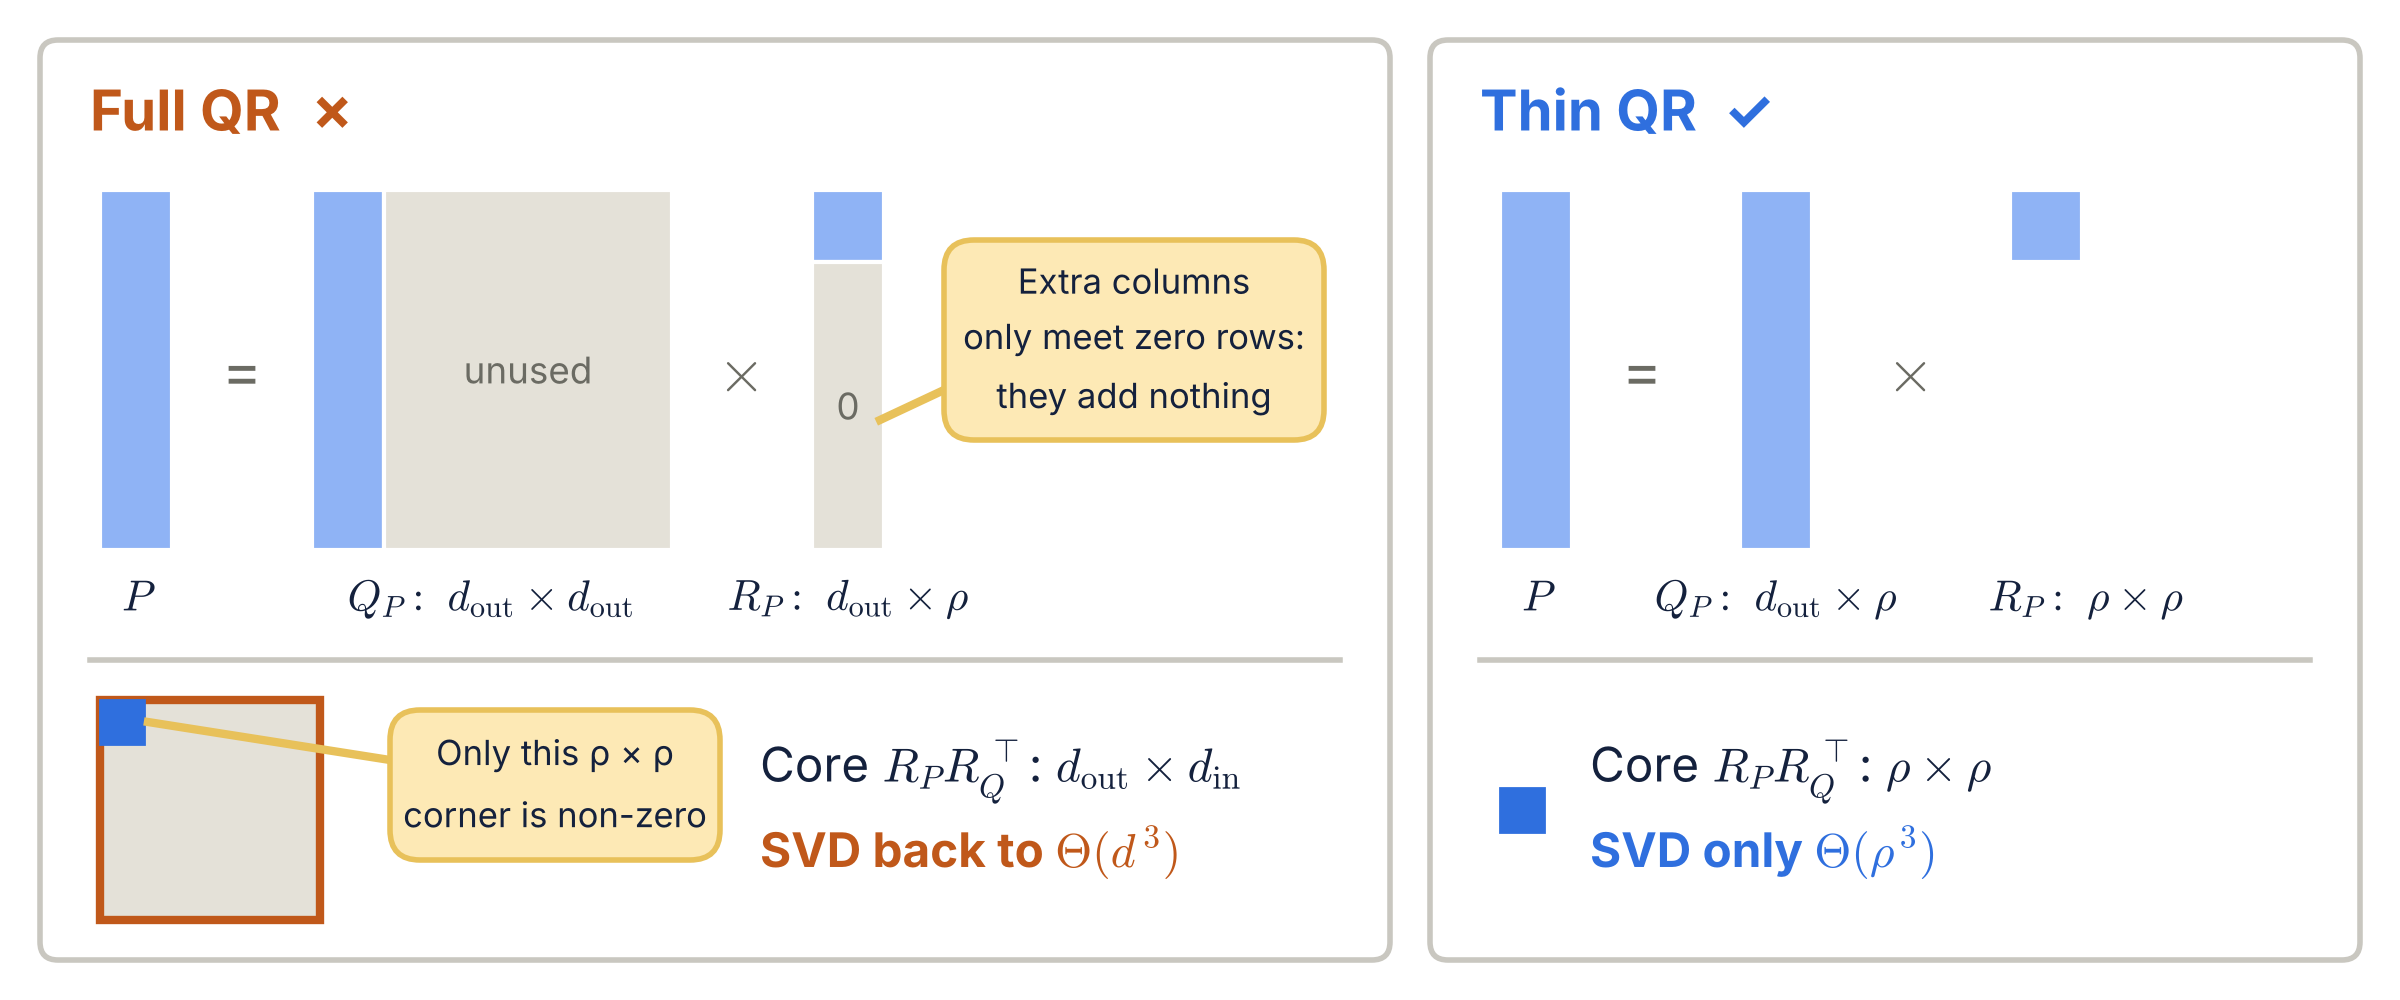 Full QR ×
unused
0
Extra columns
only meet zero rows:
they add nothing
=
×
P
Q_P: d_out × d_out
R_P: d_out × ρ
Only this ρ × ρ
corner is non-zero
Core R_P R_Q^⊤: d_out × d_in
SVD back to Θ(d³)
Thin QR ✓
=
×
P
Q_P: d_out × ρ
R_P: ρ × ρ
Core R_P R_Q^⊤: ρ × ρ
SVD only Θ(ρ³)